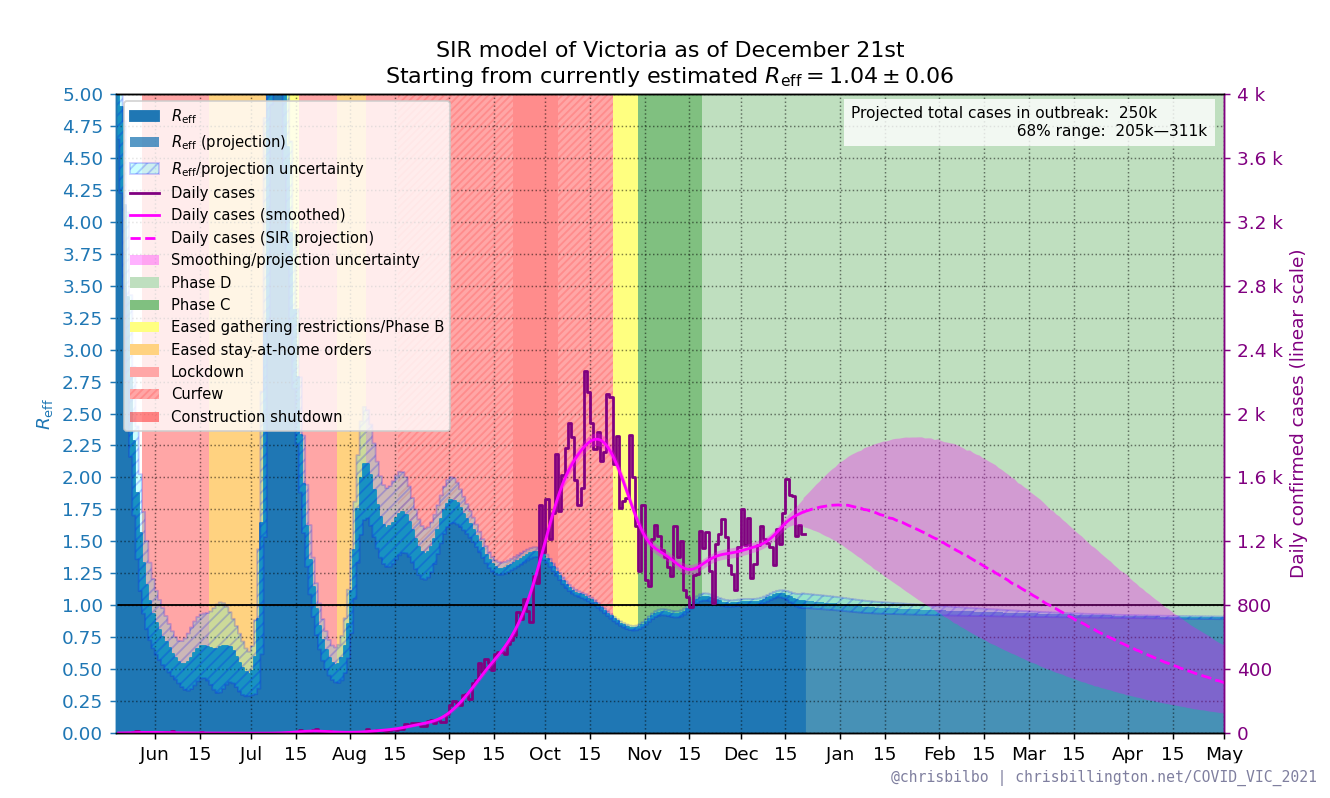 SIR model of Victoria as of December 21st
Starting from currently estimated R_eff = 1.04 ± 0.06
Projected total cases in outbreak: 250k
68% range: 205k—311k
R_eff
R_eff (projection)
R_eff/projection uncertainty
Daily cases
Daily cases (smoothed)
Daily cases (SIR projection)
Smoothing/projection uncertainty
Phase D
Phase C
Eased gathering restrictions/Phase B
Eased stay-at-home orders
Lockdown
Curfew
Construction shutdown
5.00
4.75
4.50
4.25
4.00
3.75
3.50
3.25
3.00
2.75
2.50
2.25
2.00
1.75
1.50
1.25
1.00
0.75
0.50
0.25
0.00
R_eff
4 k
3.6 k
3.2 k
2.8 k
2.4 k
2 k
1.6 k
1.2 k
800
400
0
Daily confirmed cases (linear scale)
Jun 15 Jul 15 Aug 15 Sep 15 Oct 15 Nov 15 Dec 15 Jan 15 Feb 15 Mar 15 Apr 15 May
@chrisbilbo | chrisbillington.net/COVID_VIC_2021